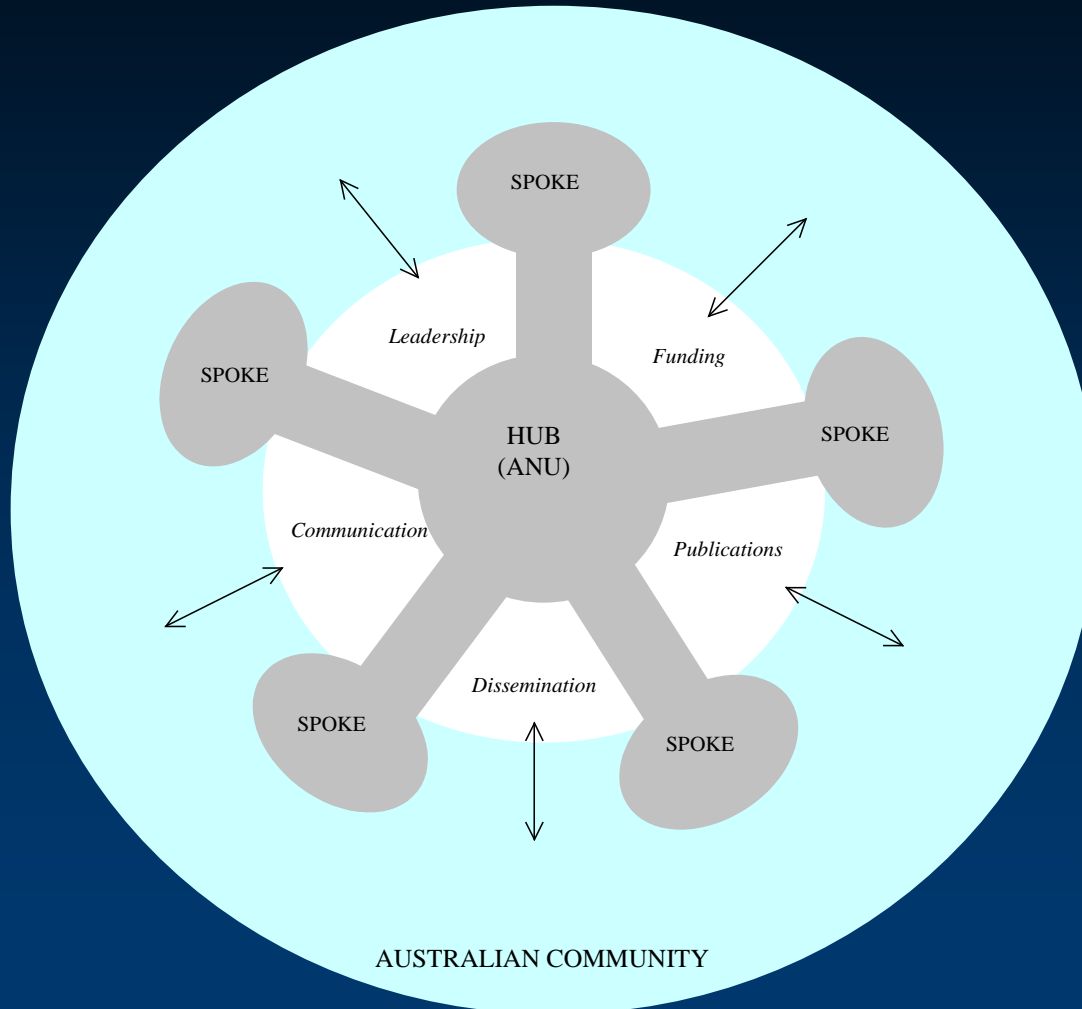 SPOKE
Leadership
Funding
SPOKE
SPOKE
HUB
(ANU)
Communication
Publications
Dissemination
SPOKE
SPOKE
AUSTRALIAN COMMUNITY